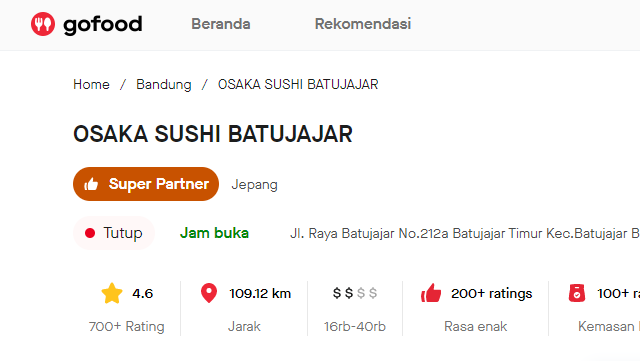 gofood Beranda Rekomendasi
Home / Bandung / OSAKA SUSHI BATUJAJAR
OSAKA SUSHI BATUJAJAR
Super Partner Jepang
Tutup Jam buka Jl. Raya Batujajar No.212a Batujajar Timur Kec.Batujajar B
4.6 109.12 km $$$$ 200+ ratings 100+ ra
700+ Rating Jarak 16rb-40rb Rasa enak Kemasan